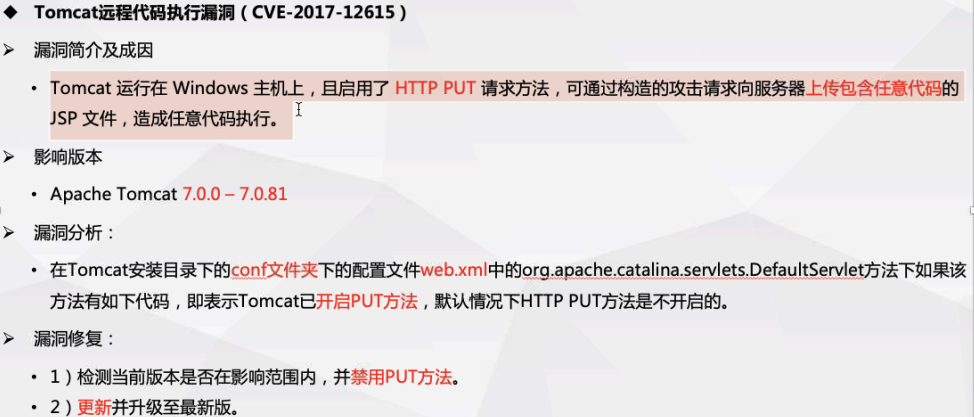 ◆ Tomcat远程代码执行漏洞（CVE-2017-12615）
➢ 漏洞简介及成因
• Tomcat 运行在 Windows 主机上，且启用了 HTTP PUT 请求方法，可通过构造的攻击请求向服务器上传包含任意代码的
JSP 文件，造成任意代码执行。
➢ 影响版本
• Apache Tomcat 7.0.0 – 7.0.81
➢ 漏洞分析：
• 在Tomcat安装目录下的conf文件夹下的配置文件web.xml中的org.apache.catalina.servlets.DefaultServlet方法下如果该
方法有如下代码，即表示Tomcat已开启PUT方法，默认情况下HTTP PUT方法是不开启的。
➢ 漏洞修复：
• 1）检测当前版本是否在影响范围内，并禁用PUT方法。
• 2）更新并升级至最新版。